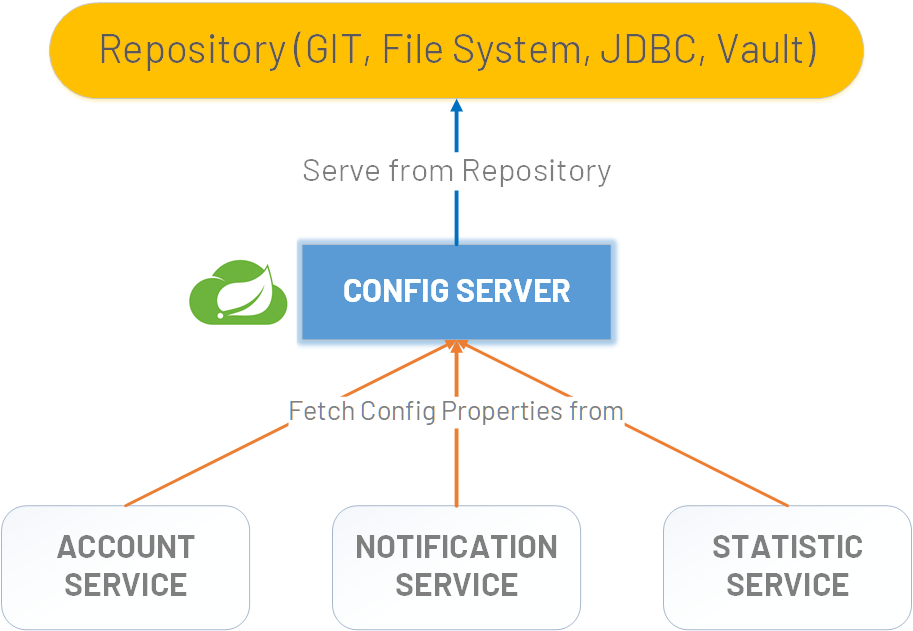 Repository (GIT, File System, JDBC, Vault)
Serve from Repository
CONFIG SERVER
Fetch Config Properties from
ACCOUNT
SERVICE
NOTIFICATION
SERVICE
STATISTIC
SERVICE